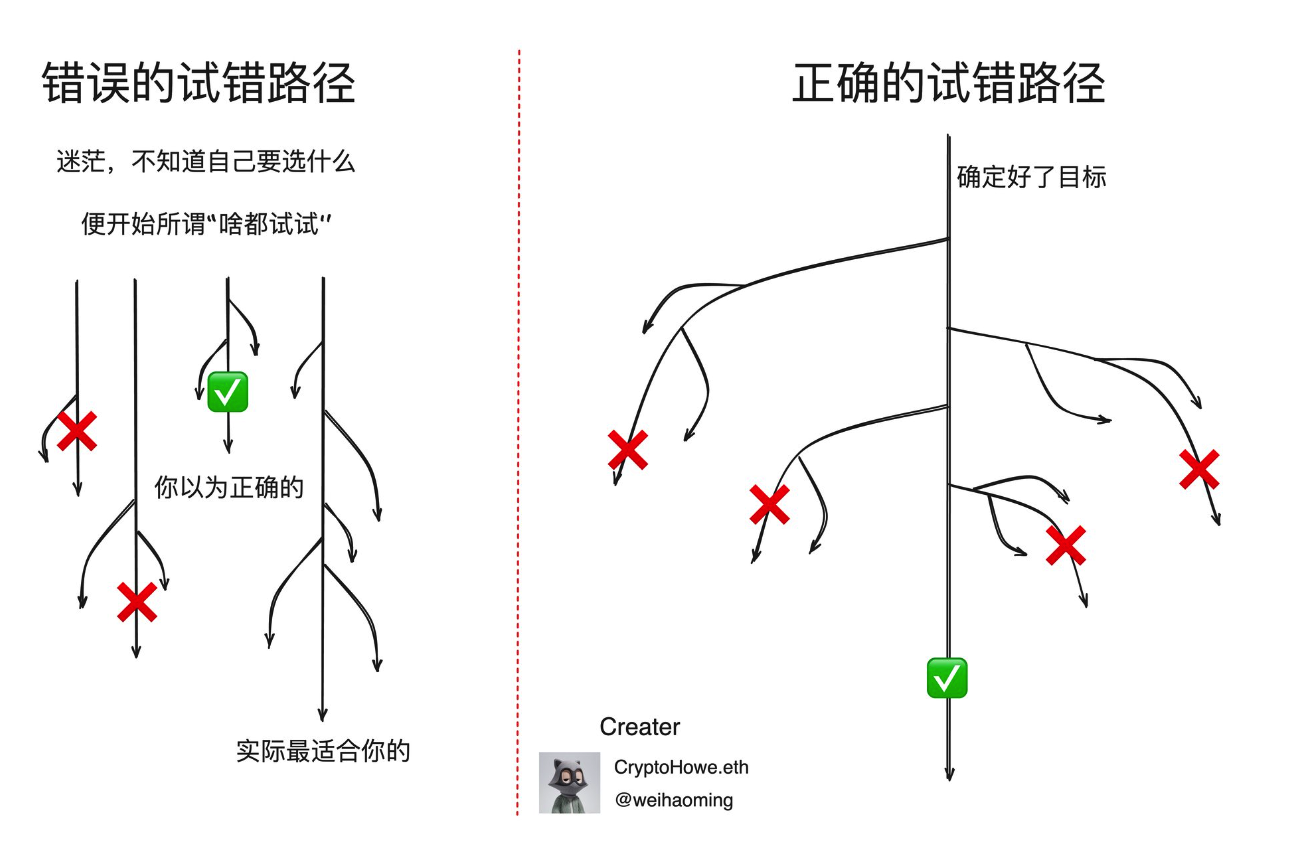 错误的试错路径
迷茫，不知道自己要选什么
便开始所谓“啥都试试”
你以为正确的
实际最适合你的
正确的试错路径
确定好了目标
Creater
CryptoHowe.eth
@weihaoming